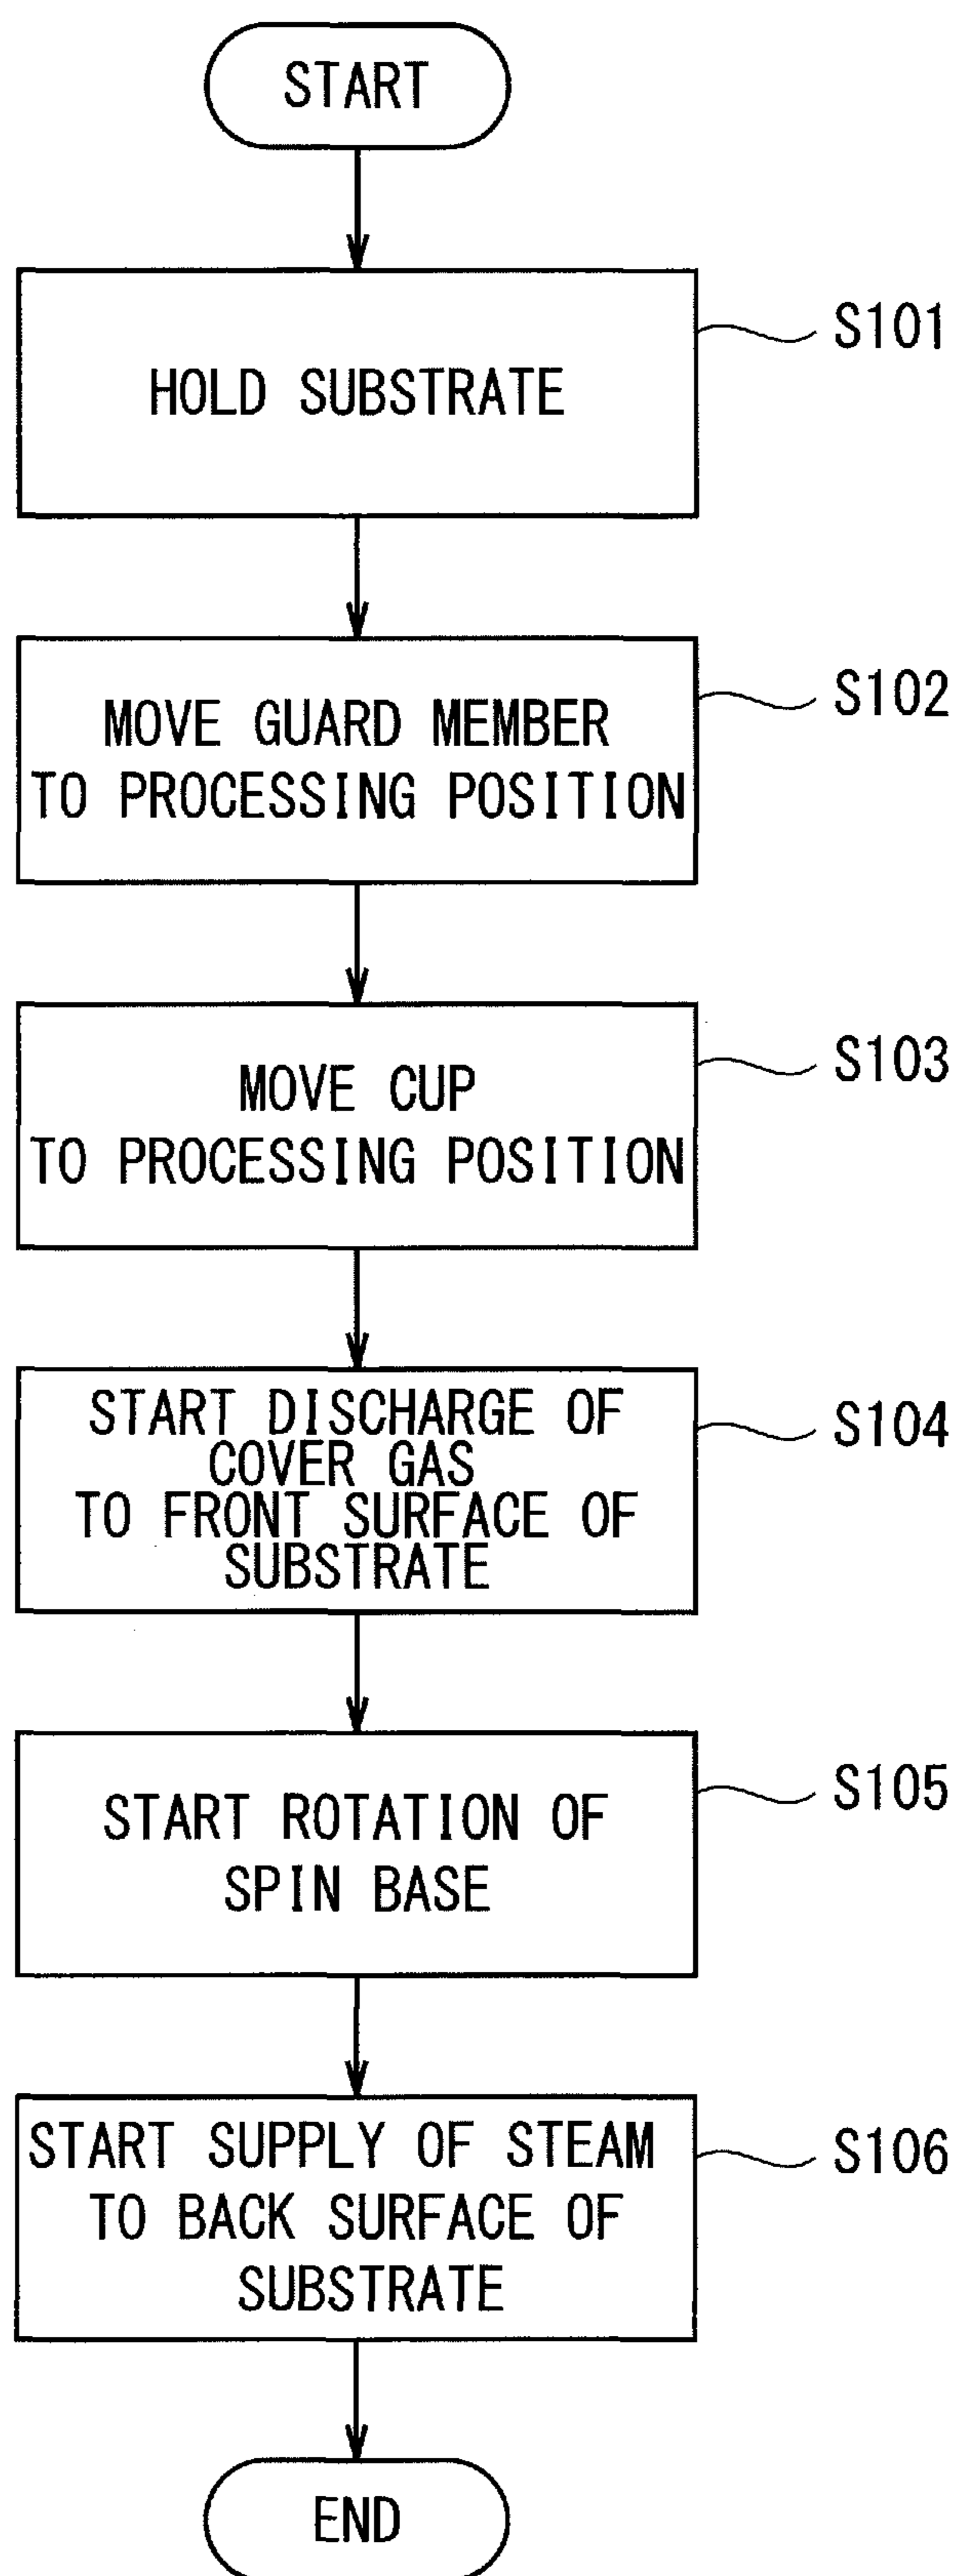 START
HOLD SUBSTRATE
S101
MOVE GUARD MEMBER
TO PROCESSING POSITION
S102
MOVE CUP
TO PROCESSING POSITION
S103
START DISCHARGE OF
COVER GAS
TO FRONT SURFACE OF
SUBSTRATE
S104
START ROTATION OF
SPIN BASE
S105
START SUPPLY OF STEAM
TO BACK SURFACE OF
SUBSTRATE
S106
END